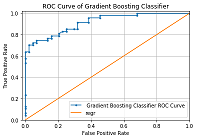 ROC Curve of Gradient Boosting Classifier
1.0
0.8
0.6
0.4
0.2
0.0
True Positive Rate
Gradient Boosting Classifier ROC Curve
regr
0.0 0.2 0.4 0.6 0.8 1.0
False Positive Rate